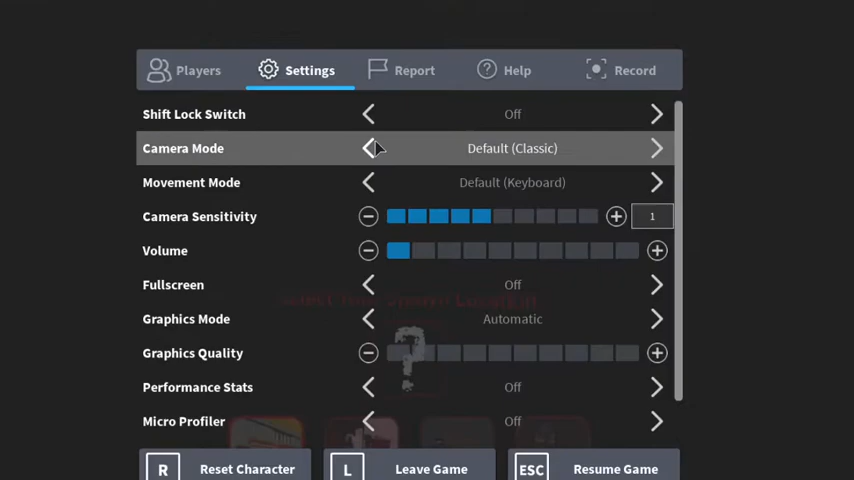 Players Settings Report Help Record
Shift Lock Switch Off
Camera Mode Default (Classic)
Movement Mode Default (Keyboard)
Camera Sensitivity 1
Volume
Fullscreen Off
Graphics Mode Automatic
Graphics Quality
Performance Stats Off
Micro Profiler Off
R Reset Character L Leave Game ESC Resume Game